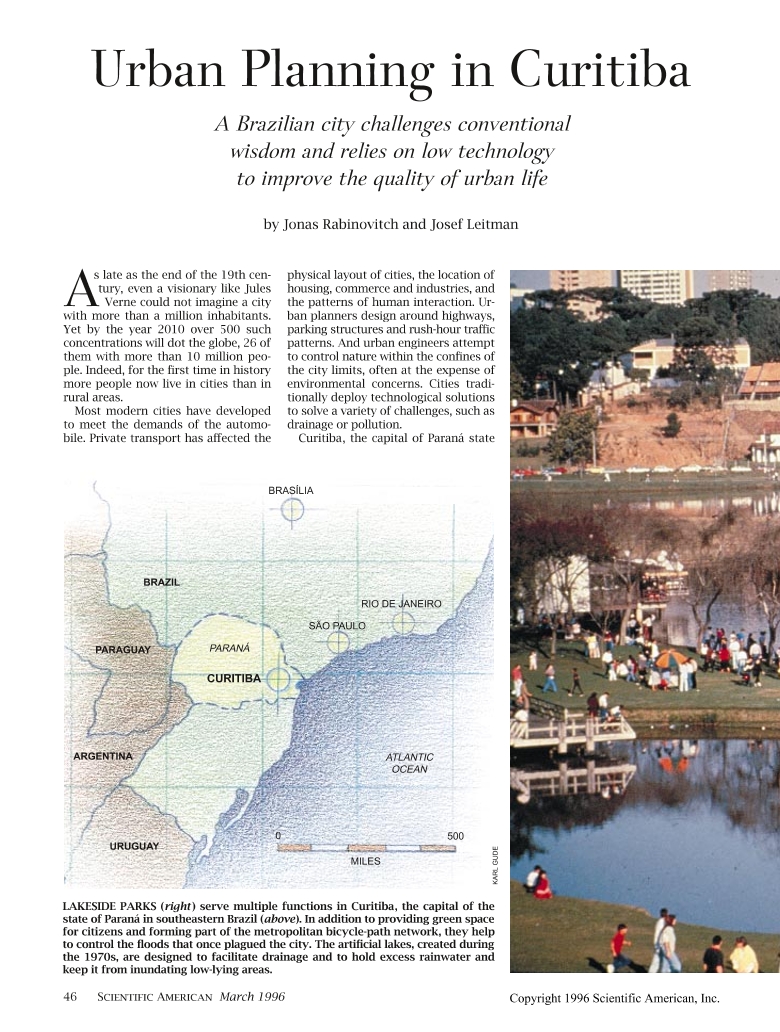 Urban Planning in Curitiba
A Brazilian city challenges conventional
wisdom and relies on low technology
to improve the quality of urban life
by Jonas Rabinovitch and Josef Leitman
As late as the end of the 19th cen-
tury, even a visionary like Jules
Verne could not imagine a city
with more than a million inhabitants.
Yet by the year 2010 over 500 such
concentrations will dot the globe, 26 of
them with more than 10 million peo-
ple. Indeed, for the first time in history
more people now live in cities than in
rural areas.
Most modern cities have developed
to meet the demands of the automo-
bile. Private transport has affected the
physical layout of cities, the location of
housing, commerce and industries, and
the patterns of human interaction. Ur-
ban planners design around highways,
parking structures and rush-hour traffic
patterns. And urban engineers attempt
to control nature within the confines of
the city limits, often at the expense of
environmental concerns. Cities tradi-
tionally deploy technological solutions
to solve a variety of challenges, such as
drainage or pollution.
Curitiba, the capital of Paraná state
BRASÍLIA
BRAZIL
RIO DE JANEIRO
SÃO PAULO
PARAGUAY
PARANÁ
CURITIBA
ARGENTINA
ATLANTIC
OCEAN
URUGUAY
0
500
MILES
KARL GUDE
LAKESIDE PARKS (right) serve multiple functions in Curitiba, the capital of the
state of Paraná in southeastern Brazil (above). In addition to providing green space
for citizens and forming part of the metropolitan bicycle-path network, they help
to control the floods that once plagued the city. The artificial lakes, created during
the 1970s, are designed to facilitate drainage and to hold excess rainwater and
keep it from inundating low-lying areas.
46 SCIENTIFIC AMERICAN March 1996
Copyright 1996 Scientific American, Inc.